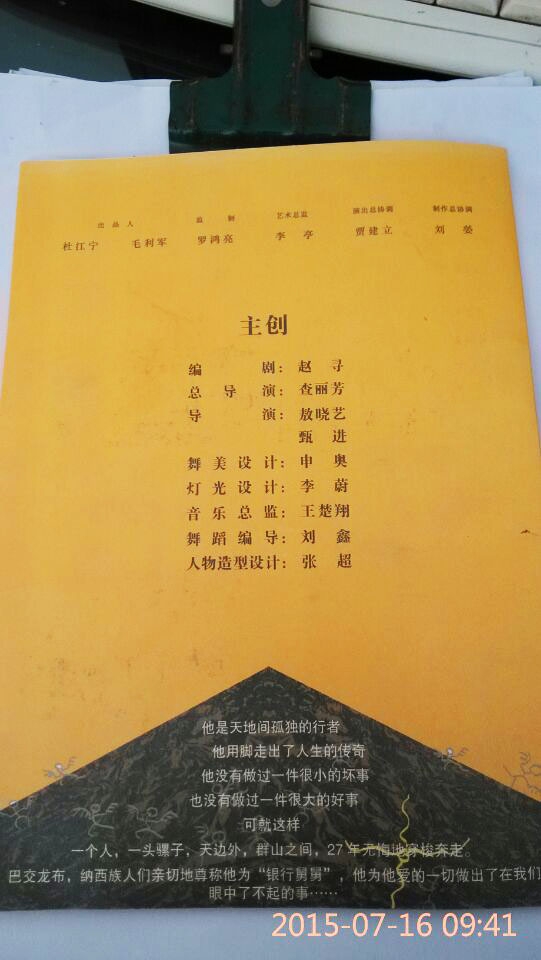 出品人 监制 艺术总监 演出总协调 制作总协调
杜江宁 毛利军 罗鸿亮 李亭 贾建立 刘晏
主创
编剧：赵寻
总导演：查丽芳
导演：敖晓艺
甄进
舞美设计：申奥
灯光设计：李蔚
音乐总监：王楚翔
舞蹈编导：刘鑫
人物造型设计：张超
他是天地间孤独的行者
他用脚走出了人生的传奇
他没有做过一件很小的坏事
也没有做过一件很大的好事
可就这样
一个人，一头骡子，天边外，群山之间，27年无悔地穿梭奔走。
巴交龙布，纳西族人们亲切地尊称他为“银行舅舅”，他为他爱的一切做出了在我们
眼中了不起的事……
2015-07-16 09:41